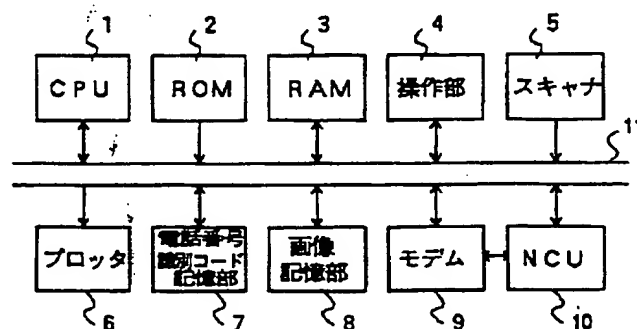 1
2
3
4
5
CPU
ROM
RAM
操作部
スキャナ
11
プロッタ
電話番号
識別コード
記憶部
画像
記憶部
モデム
NCU
6
7
8
9
10